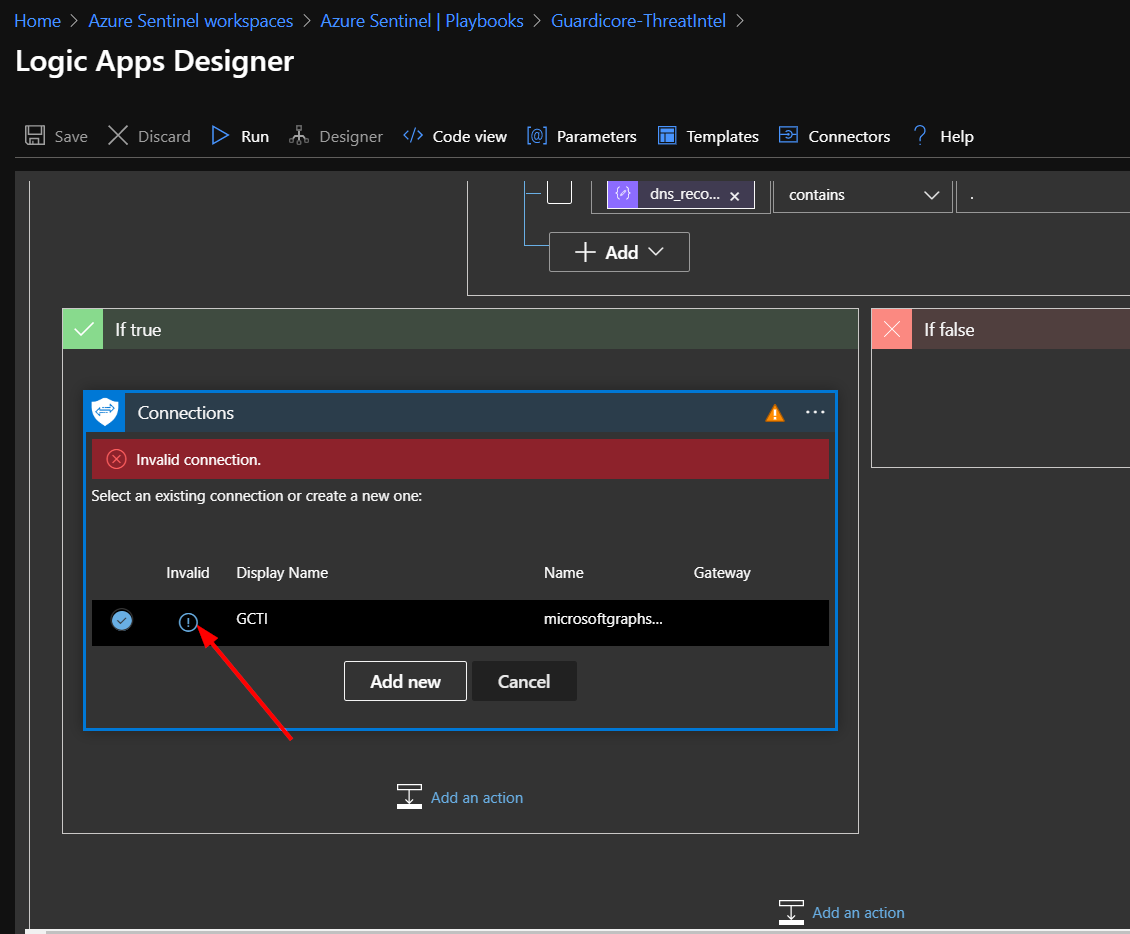 Home > Azure Sentinel workspaces > Azure Sentinel | Playbooks > Guardicore-ThreatIntel >
Logic Apps Designer
Save Discard Run Designer Code view Parameters Templates Connectors Help
dns_reco... × contains .
+ Add
If true
If false
Connections ...
Invalid connection.
Select an existing connection or create a new one:
Invalid Display Name Name Gateway
GCTI microsoftgraphs...
Add new Cancel
Add an action
Add an action